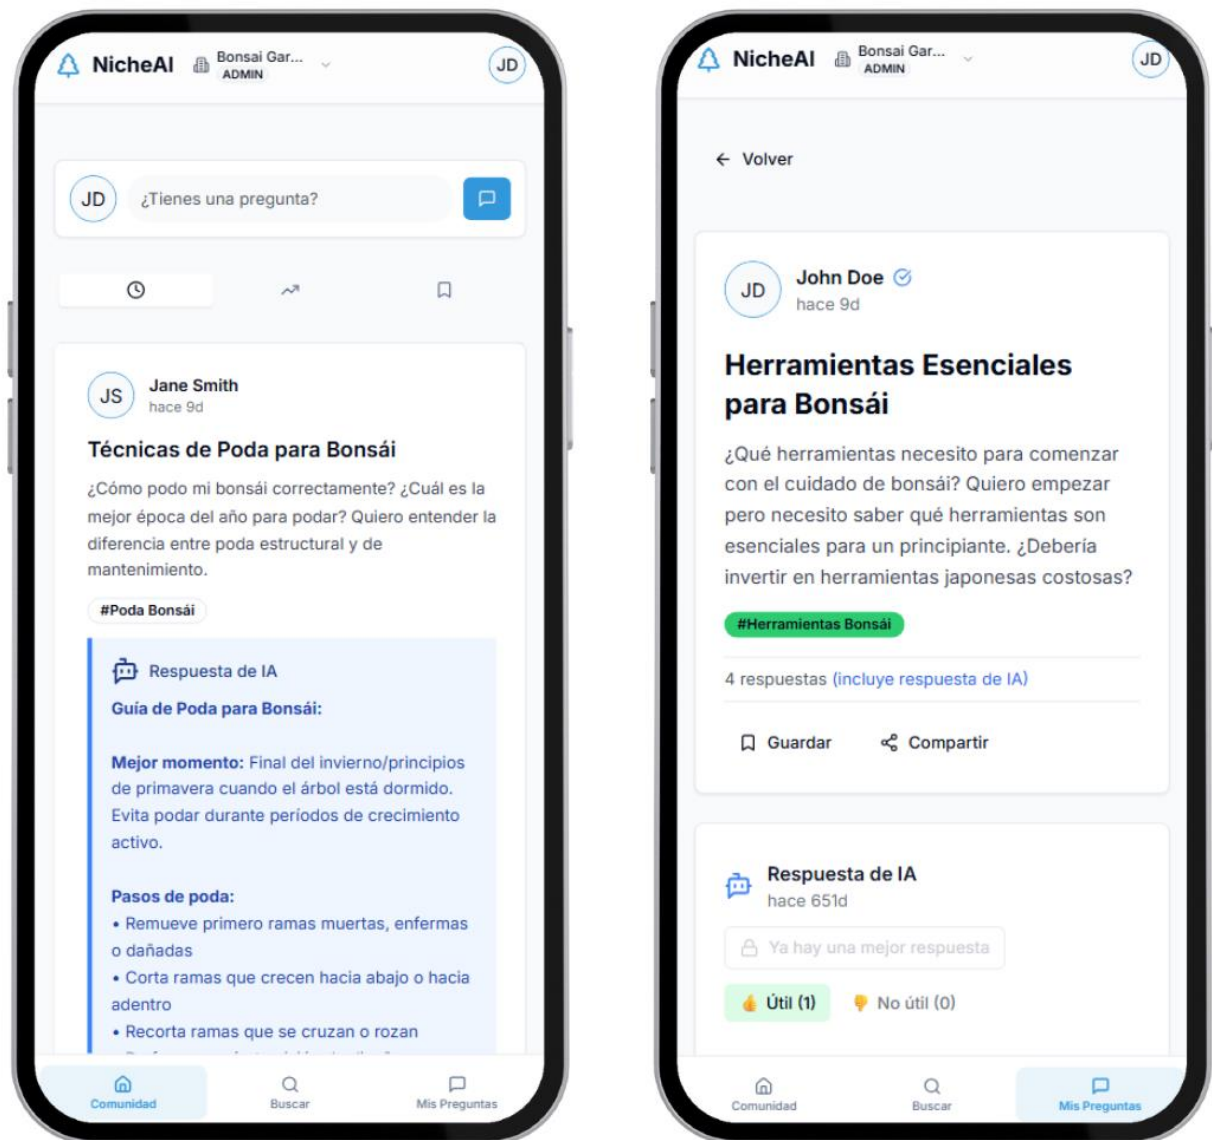 NicheAI
Bonsai Gar...
ADMIN
JD
JD
¿Tienes una pregunta?
JS
Jane Smith
hace 9d
Técnicas de Poda para Bonsái
¿Cómo podo mi bonsái correctamente? ¿Cuál es la
mejor época del año para podar? Quiero entender la
diferencia entre poda estructural y de
mantenimiento.
#Poda Bonsái
Respuesta de IA
Guía de Poda para Bonsái:
Mejor momento: Final del invierno/principios
de primavera cuando el árbol está dormido.
Evita podar durante períodos de crecimiento
activo.
Pasos de poda:
• Remueve primero ramas muertas, enfermas
o dañadas
• Corta ramas que crecen hacia abajo o hacia
adentro
• Recorta ramas que se cruzan o rozan
Comunidad
Buscar
Mis Preguntas
NicheAI
Bonsai Gar...
ADMIN
JD
← Volver
JD
John Doe
hace 9d
Herramientas Esenciales
para Bonsái
¿Qué herramientas necesito para comenzar
con el cuidado de bonsái? Quiero empezar
pero necesito saber qué herramientas son
esenciales para un principiante. ¿Debería
invertir en herramientas japonesas costosas?
#Herramientas Bonsái
4 respuestas (incluye respuesta de IA)
Guardar
Compartir
Respuesta de IA
hace 651d
Ya hay una mejor respuesta
👍 Útil (1)
👎 No útil (0)
Comunidad
Buscar
Mis Preguntas